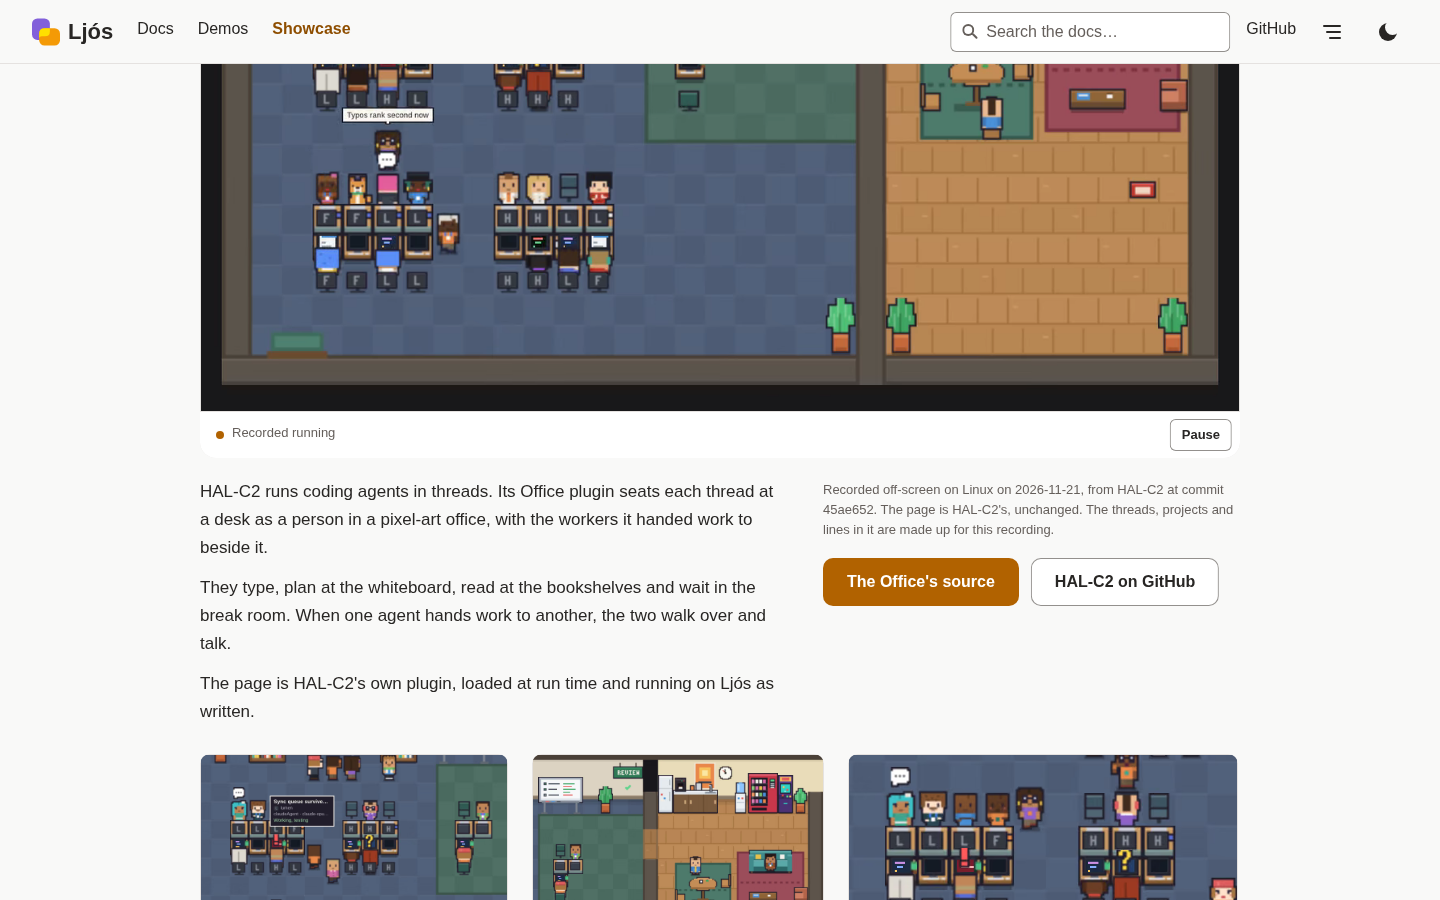 Ljós
Docs
Demos
Showcase
Search the docs…
GitHub
L L H L
H H H
Typos rank second now
F F L L
H H L L
F F L L
H H L F
Recorded running
Pause
HAL-C2 runs coding agents in threads. Its Office plugin seats each thread at
a desk as a person in a pixel-art office, with the workers it handed work to
beside it.
They type, plan at the whiteboard, read at the bookshelves and wait in the
break room. When one agent hands work to another, the two walk over and
talk.
The page is HAL-C2's own plugin, loaded at run time and running on Ljós as
written.
Recorded off-screen on Linux on 2026-11-21, from HAL-C2 at commit
45ae652. The page is HAL-C2's, unchanged. The threads, projects and
lines in it are made up for this recording.
The Office's source
HAL-C2 on GitHub
Sync queue survive…
Working, testing
L L F L
H H H
L L H L
H H H
REVIEW
L L L
H H H